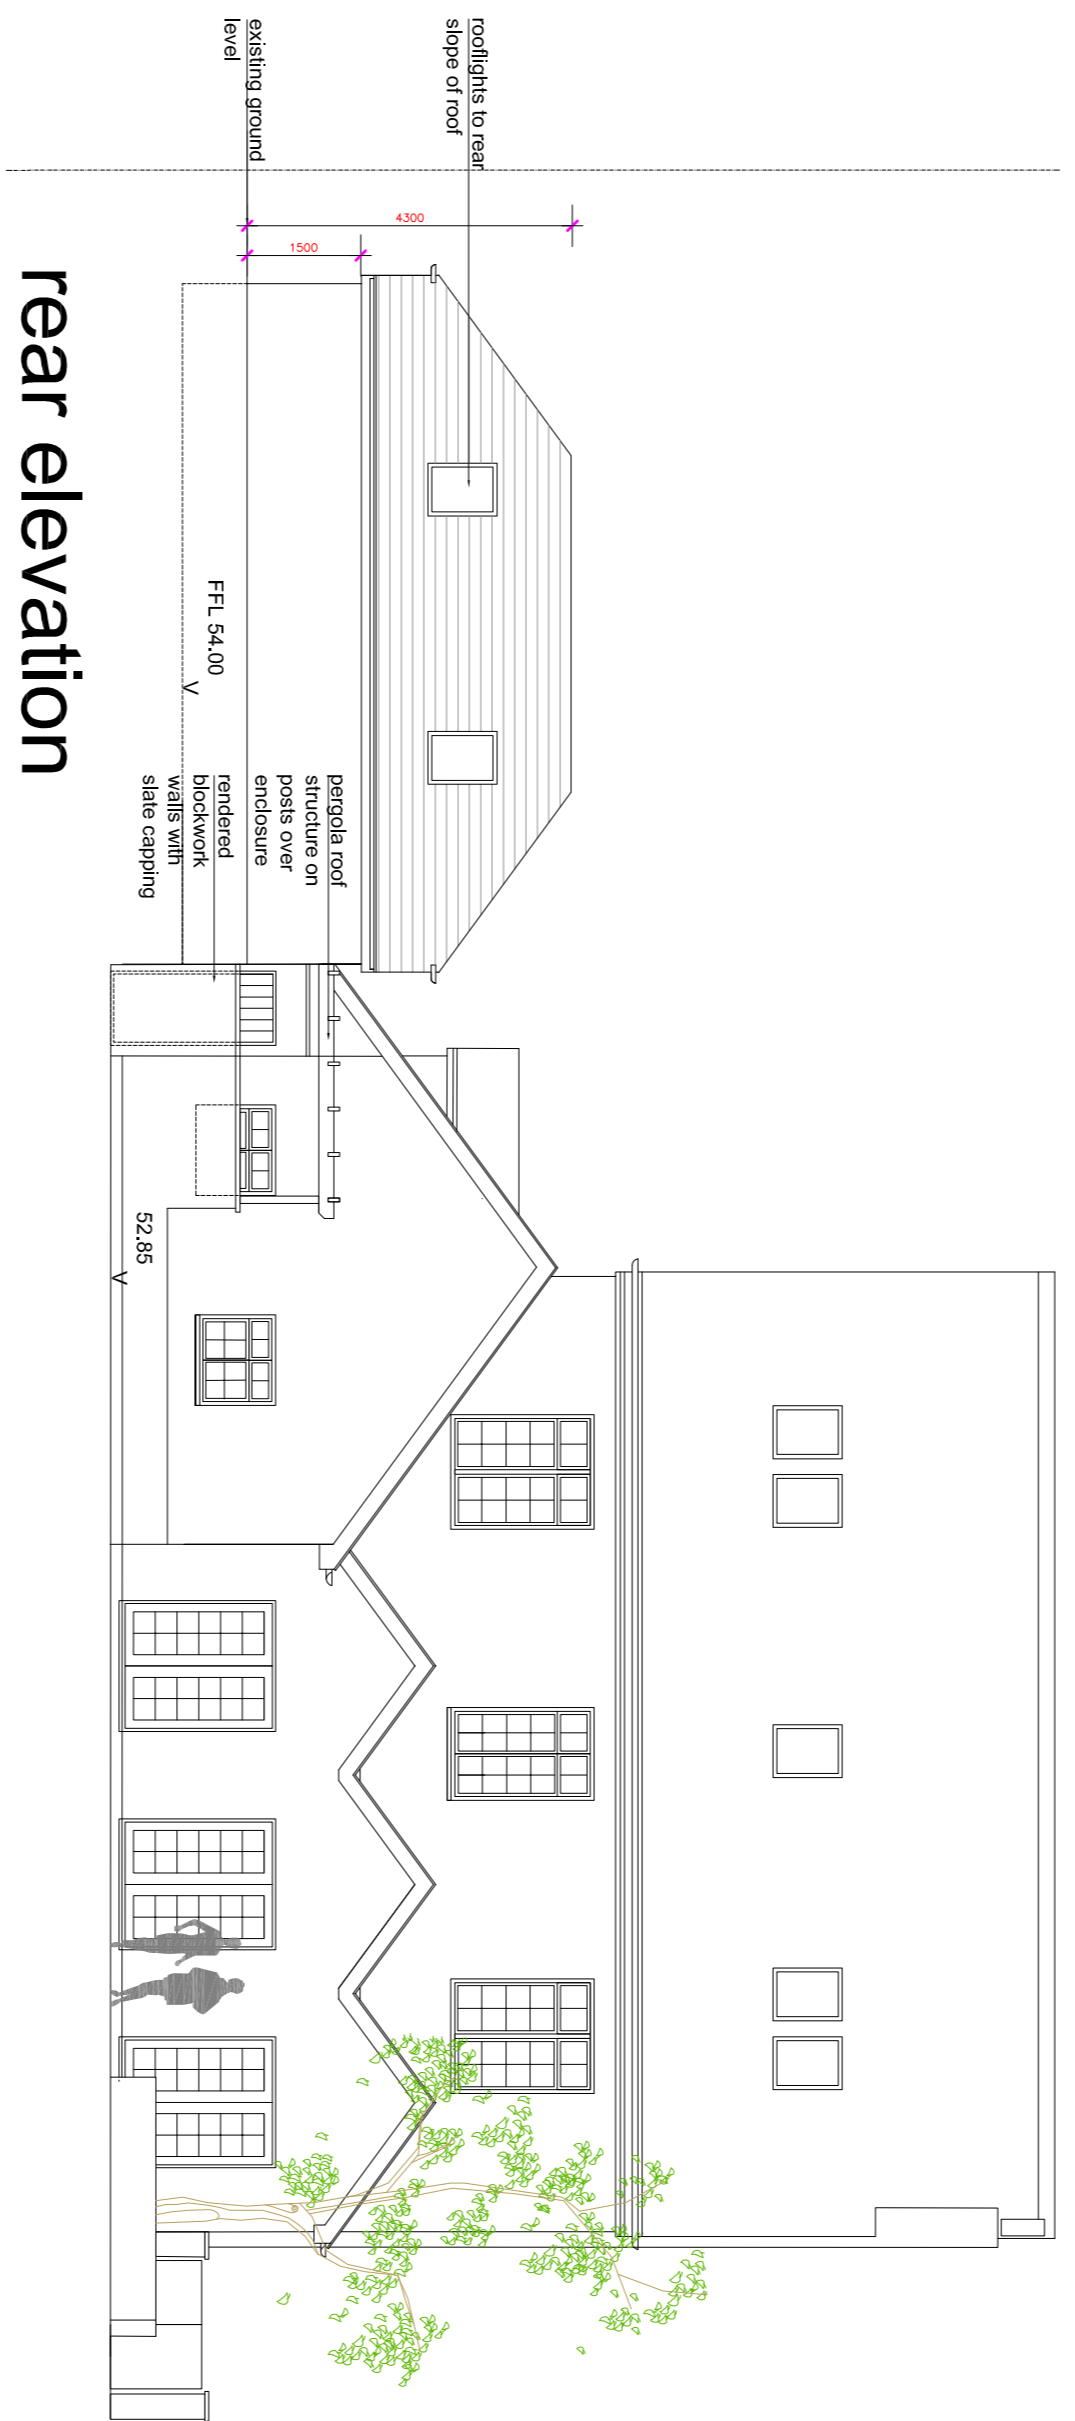 rooflights to rear
slope of roof
existing ground
level
4300
1500
FFL 54.00
V
pergola roof
structure on
posts over
enclosure
rendered
blockwork
walls with
slate capping
52.85
V
rear elevation